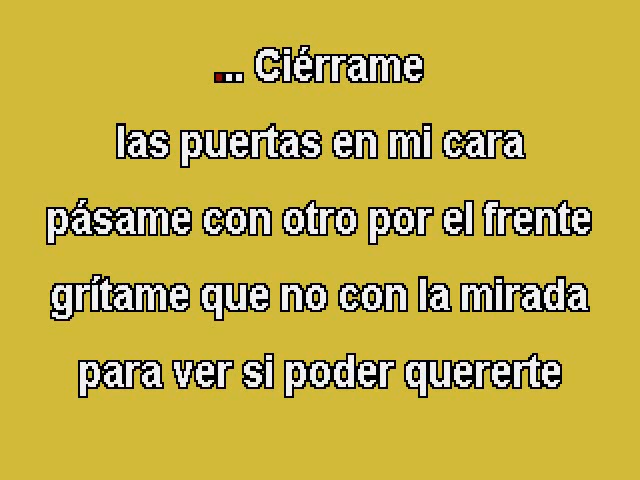 ... Ciérrame
las puertas en mi cara
pásame con otro por el frente
grítame que no con la mirada
para ver si poder quererte